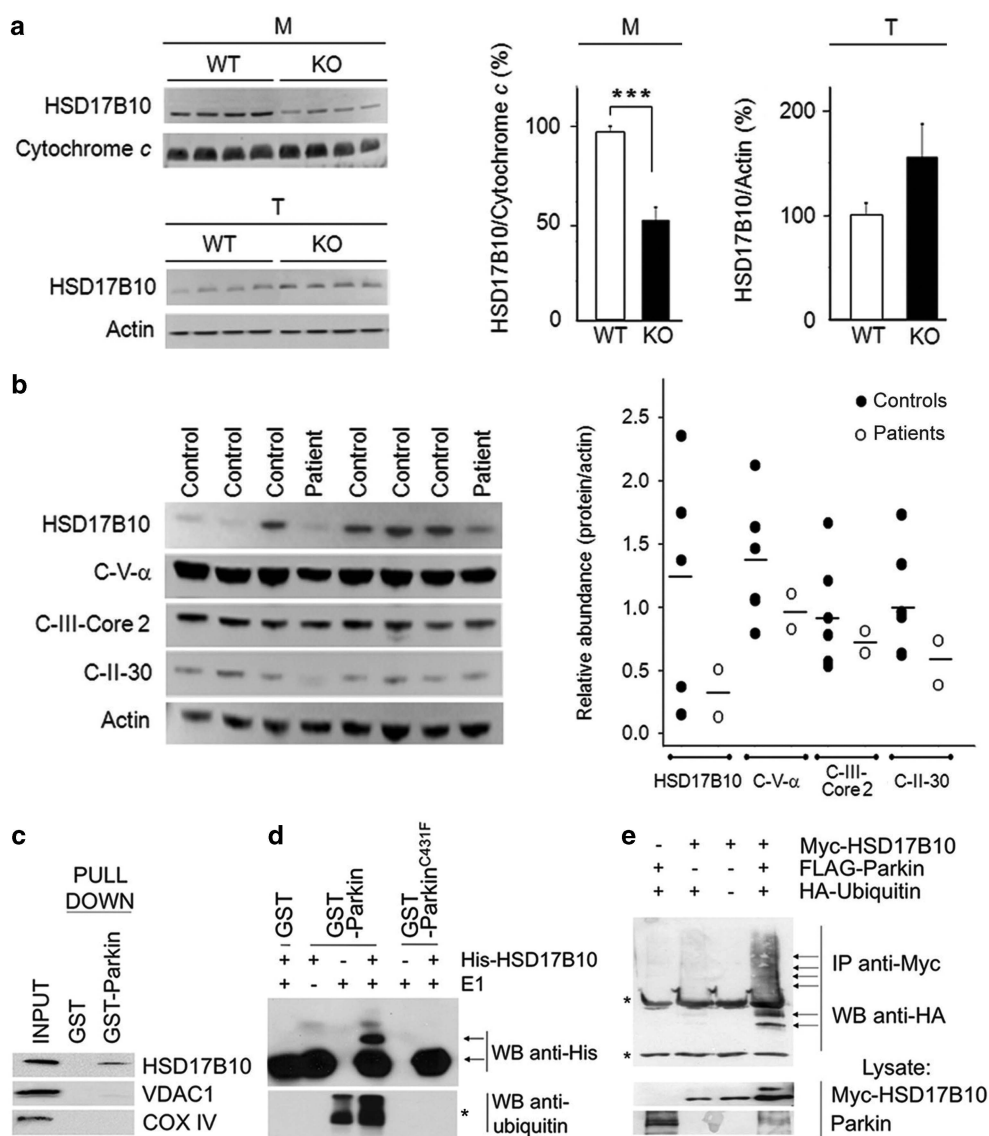 a
M
WT KO
HSD17B10
Cytochrome c
T
WT KO
HSD17B10
Actin
M
HSD17B10/Cytochrome c (%)
100
50
0
***
WT KO
T
HSD17B10/Actin (%)
200
100
0
WT KO
b
Control Control Control Patient Control Control Control Patient
HSD17B10
C-V-α
C-III-Core 2
C-II-30
Actin
Relative abundance (protein/actin)
2.5
2.0
1.5
1.0
0.5
0.0
Controls
Patients
HSD17B10 C-V-α C-III-Core 2 C-II-30
c
PULL
DOWN
INPUT GST GST-Parkin
HSD17B10
VDAC1
COX IV
d
GST GST-Parkin GST-ParkinC431F
+ + - + - + His-HSD17B10
+ - + + + + E1
WB anti-His
*
WB anti-ubiquitin
e
- + + + Myc-HSD17B10
+ - + + FLAG-Parkin
+ + - + HA-Ubiquitin
IP anti-Myc
*
WB anti-HA
*
Lysate:
Myc-HSD17B10
Parkin